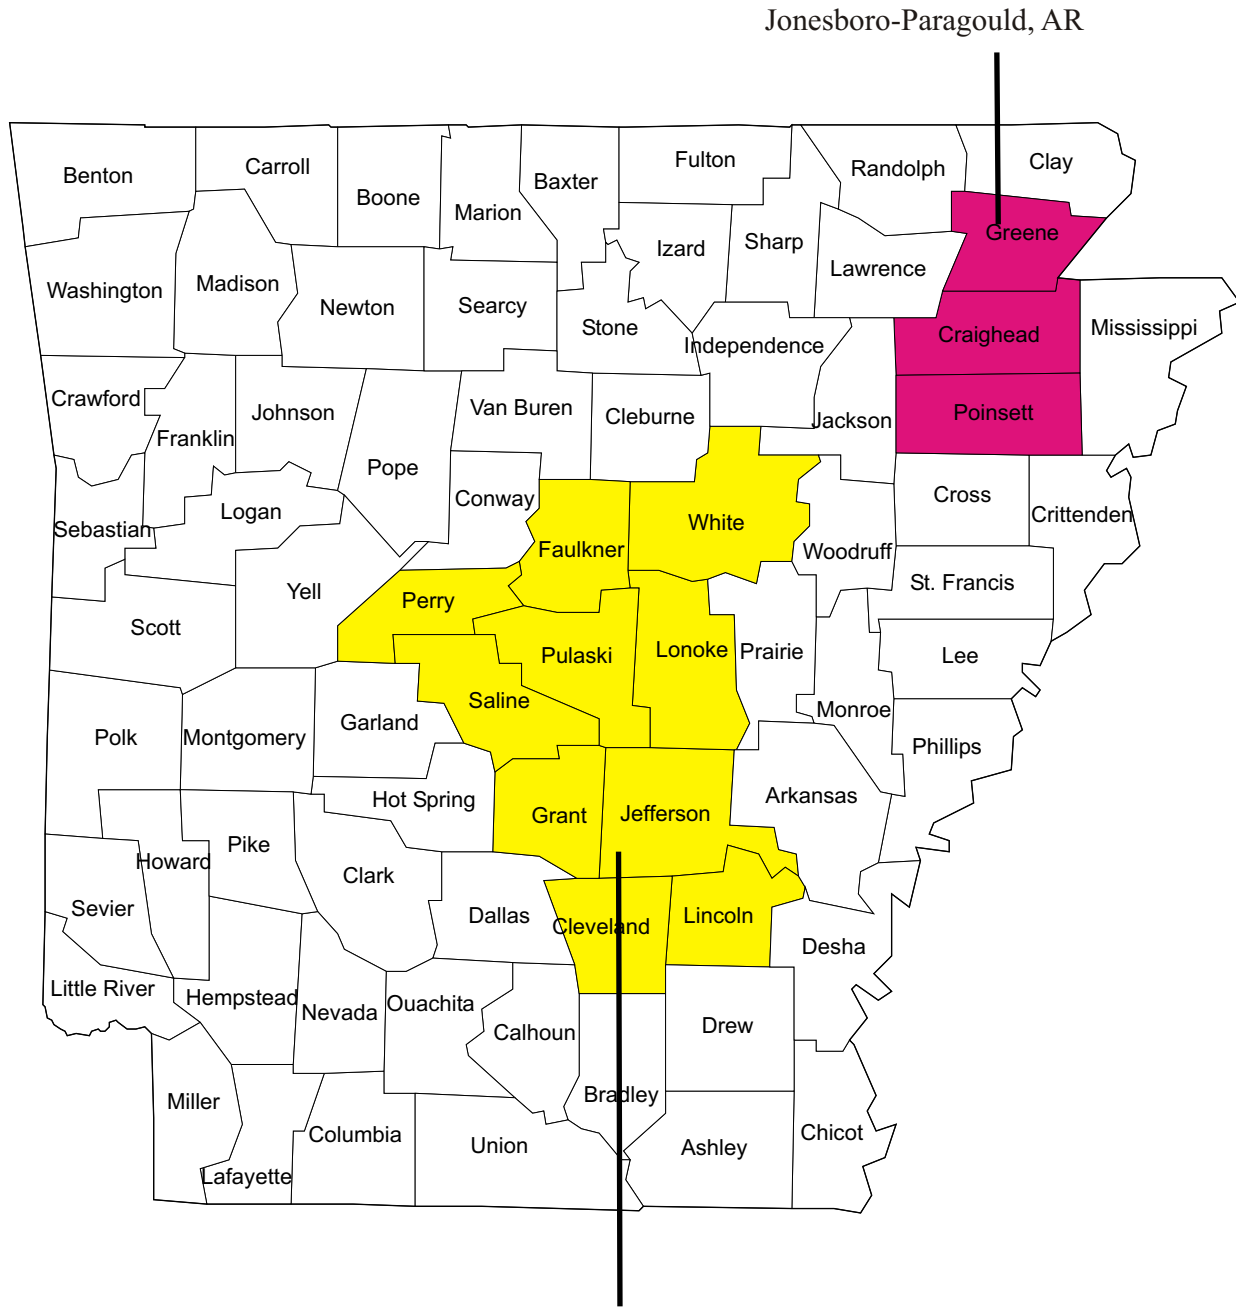 Jonesboro-Paragould, AR
Benton
Carroll
Boone
Marion
Baxter
Fulton
Randolph
Clay
Washington
Madison
Newton
Searcy
Stone
Izard
Sharp
Lawrence
Greene
Independence
Craighead
Mississippi
Crawford
Franklin
Johnson
Pope
Van Buren
Cleburne
Jackson
Poinsett
Sebastian
Logan
Conway
Faulkner
White
Woodruff
Cross
Crittenden
Scott
Yell
Perry
Pulaski
Lonoke
Prairie
St. Francis
Lee
Polk
Montgomery
Garland
Saline
Monroe
Phillips
Hot Spring
Grant
Jefferson
Arkansas
Howard
Pike
Clark
Sevier
Dallas
Cleveland
Lincoln
Desha
Little River
Hempstead
Nevada
Ouachita
Calhoun
Drew
Miller
Bradley
Lafayette
Columbia
Union
Ashley
Chicot